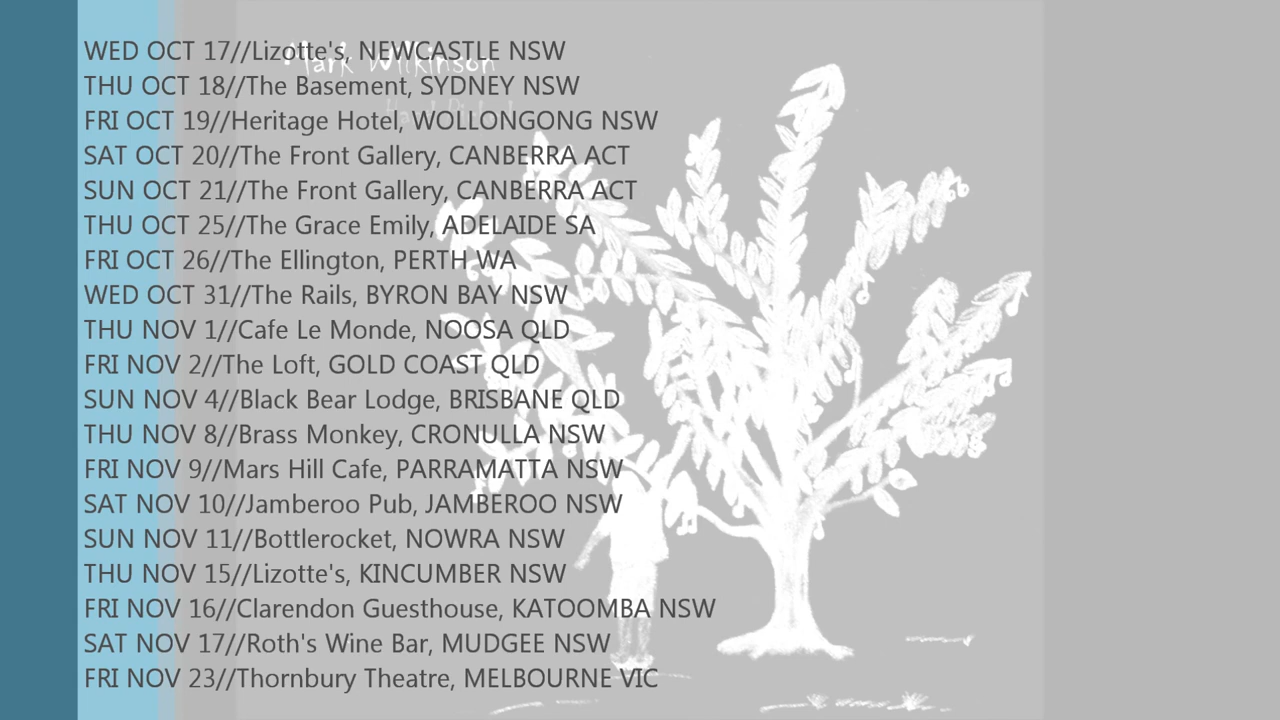 WED OCT 17//Lizotte's, NEWCASTLE NSW
Mark Wilkinson
THU OCT 18//The Basement, SYDNEY NSW
FRI OCT 19//Heritage Hotel, WOLLONGONG NSW
SAT OCT 20//The Front Gallery, CANBERRA ACT
SUN OCT 21//The Front Gallery, CANBERRA ACT
THU OCT 25//The Grace Emily, ADELAIDE SA
FRI OCT 26//The Ellington, PERTH WA
WED OCT 31//The Rails, BYRON BAY NSW
THU NOV 1//Cafe Le Monde, NOOSA QLD
FRI NOV 2//The Loft, GOLD COAST QLD
SUN NOV 4//Black Bear Lodge, BRISBANE QLD
THU NOV 8//Brass Monkey, CRONULLA NSW
FRI NOV 9//Mars Hill Cafe, PARRAMATTA NSW
SAT NOV 10//Jamberoo Pub, JAMBEROO NSW
SUN NOV 11//Bottlerocket, NOWRA NSW
THU NOV 15//Lizotte's, KINCUMBER NSW
FRI NOV 16//Clarendon Guesthouse, KATOOMBA NSW
SAT NOV 17//Roth's Wine Bar, MUDGEE NSW
FRI NOV 23//Thornbury Theatre, MELBOURNE VIC